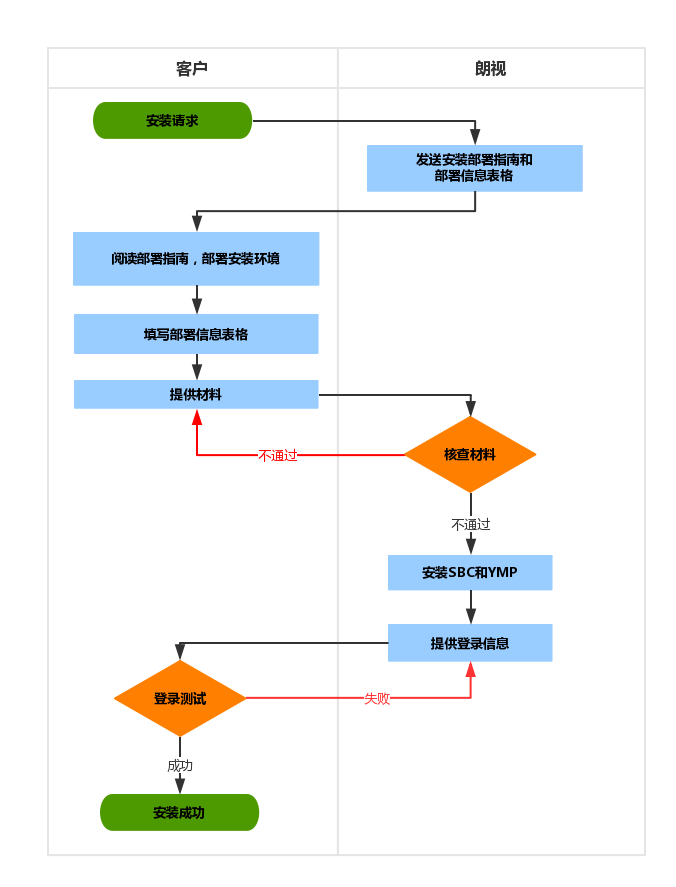 客户
朗视
安装请求
发送安装部署指南和
部署信息表格
阅读部署指南，部署安装环境
填写部署信息表格
提供材料
核查材料
不通过
不通过
安装SBC和YMP
提供登录信息
登录测试
失败
成功
安装成功